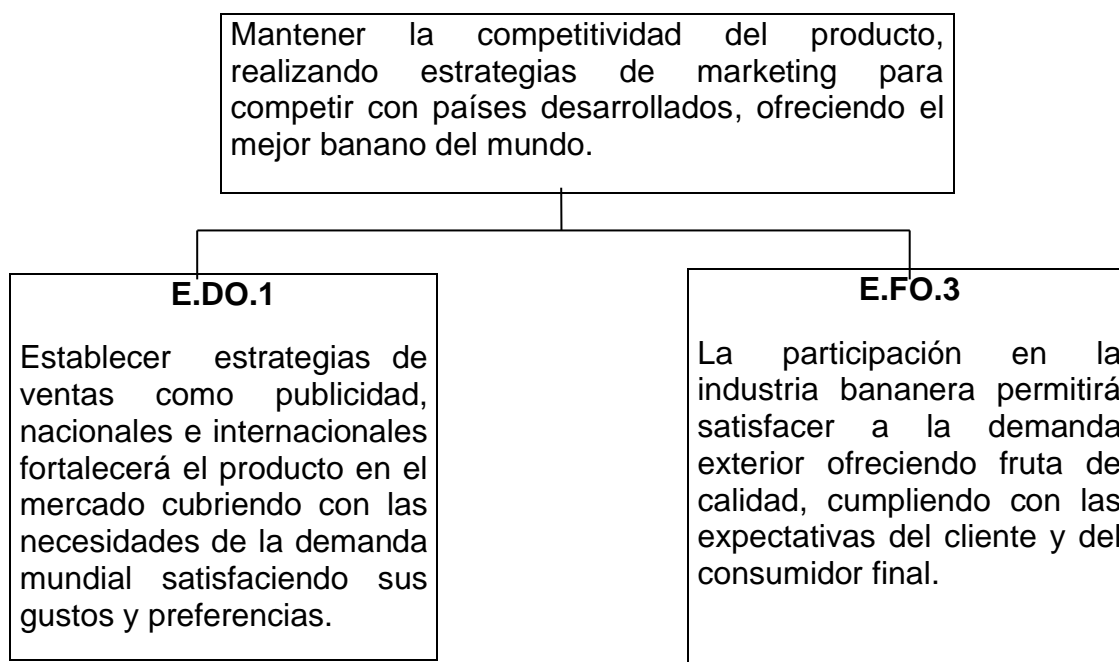 Mantener la competitividad del producto,
realizando estrategias de marketing para
competir con países desarrollados, ofreciendo el
mejor banano del mundo.
E.DO.1
Establecer estrategias de
ventas como publicidad,
nacionales e internacionales
fortalecerá el producto en el
mercado cubriendo con las
necesidades de la demanda
mundial satisfaciendo sus
gustos y preferencias.
E.FO.3
La participación en la
industria bananera permitirá
satisfacer a la demanda
exterior ofreciendo fruta de
calidad, cumpliendo con las
expectativas del cliente y del
consumidor final.